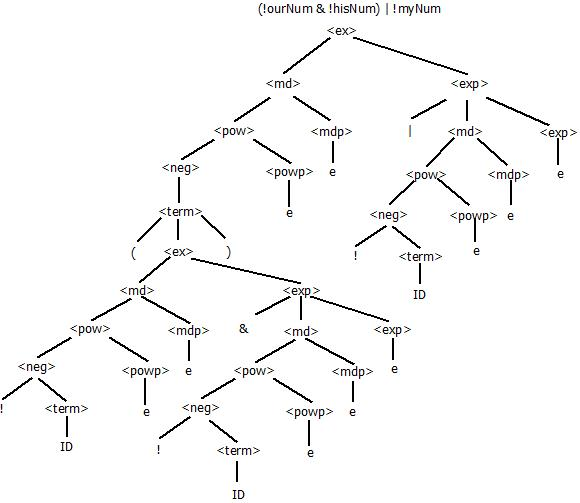 (!ourNum & !hisNum) | !myNum
<ex>
<md> <exp>
<pow> <mdp> | <md> <exp>
<neg> <powp> e <pow> <mdp> e
<term> e <neg> <powp> e
( <ex> ) ! <term> e
<md> <exp> ID
<pow> <mdp> & <md> <exp>
<neg> <powp> e <pow> <mdp> e
! <term> e <neg> <powp> e
ID ! <term> e
ID